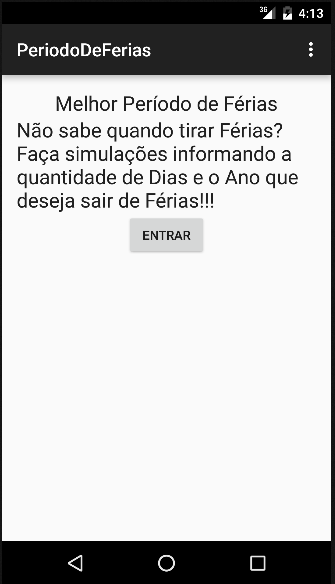 3G 4:13
PeriodoDeFerias
Melhor Período de Férias
Não sabe quando tirar Férias?
Faça simulações informando a
quantidade de Dias e o Ano que
deseja sair de Férias!!!
ENTRAR